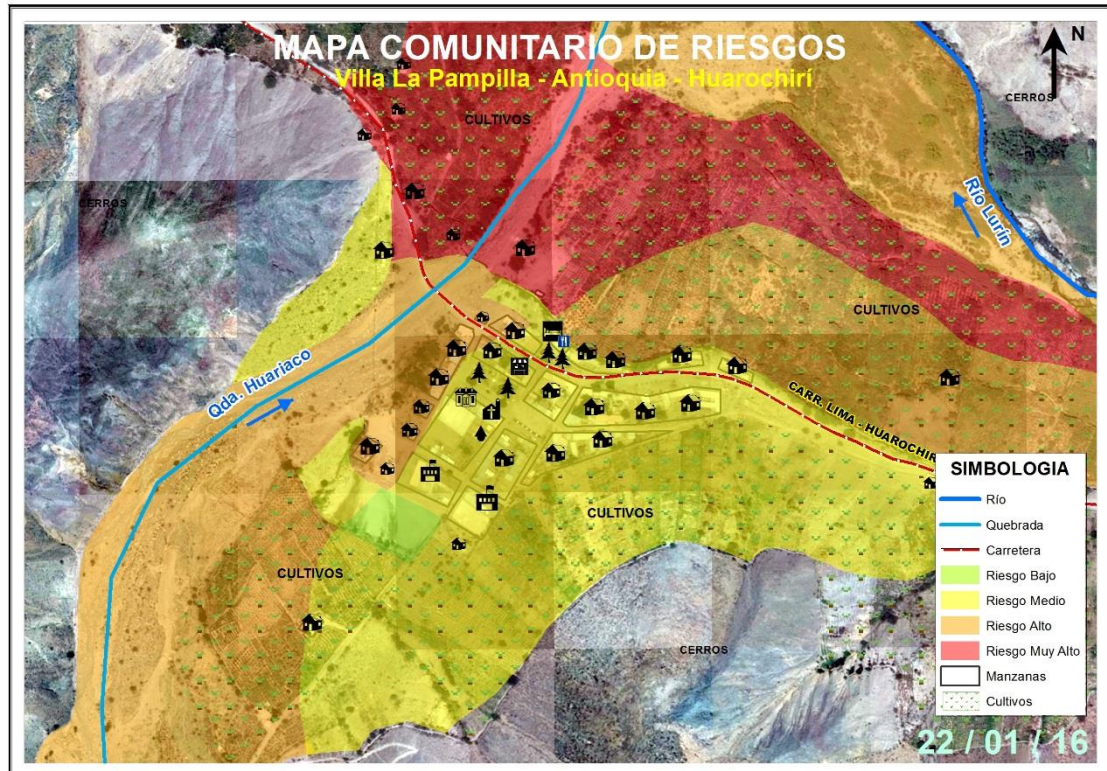 MAPA COMUNITARIO DE RIESGOS
Villa La Pampilla - Antioquia - Huarochirí
N
CERROS
CULTIVOS
CERROS
Río Lurín
CULTIVOS
Qda. Huariaco
CARR. LIMA - HUAROCHIR
CULTIVOS
CULTIVOS
CERROS
SIMBOLOGIA
Río
Quebrada
Carretera
Riesgo Bajo
Riesgo Medio
Riesgo Alto
Riesgo Muy Alto
Manzanas
Cultivos
22 / 01 / 16